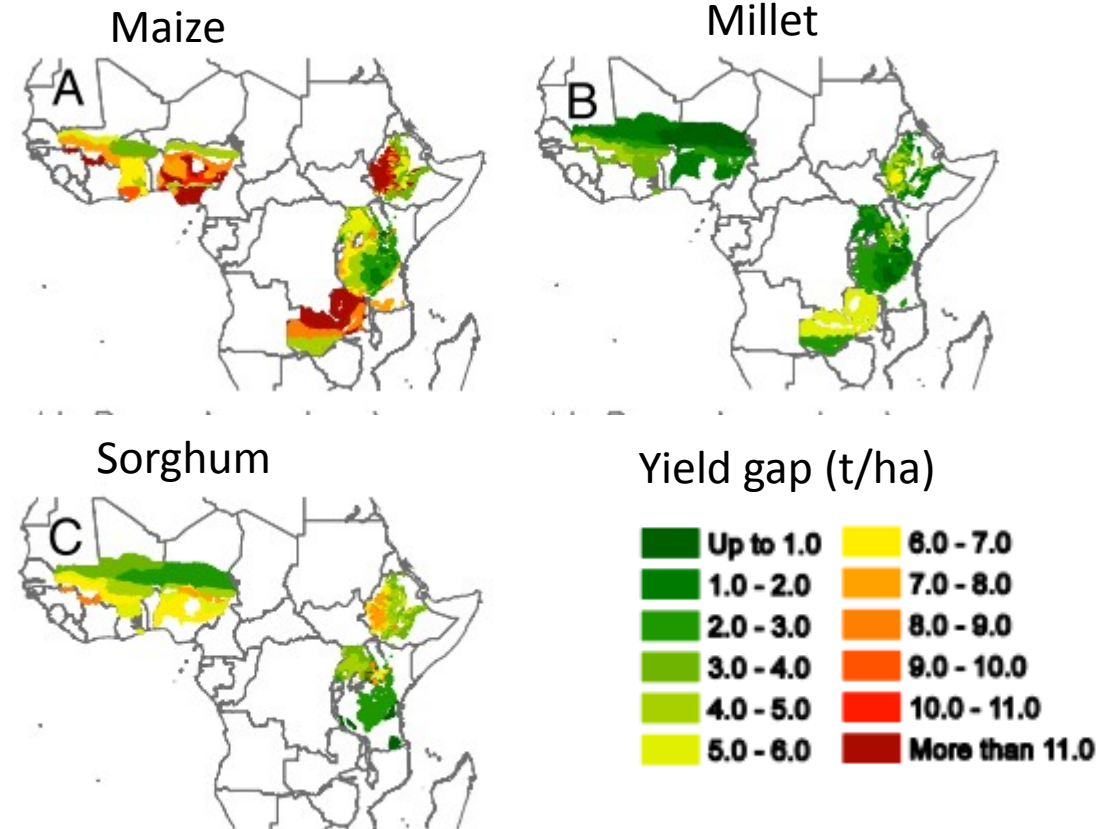 Maize
Millet
A
B
Sorghum
Yield gap (t/ha)
C
Up to 1.0
6.0 - 7.0
1.0 - 2.0
7.0 - 8.0
2.0 - 3.0
8.0 - 9.0
3.0 - 4.0
9.0 - 10.0
4.0 - 5.0
10.0 - 11.0
5.0 - 6.0
More than 11.0